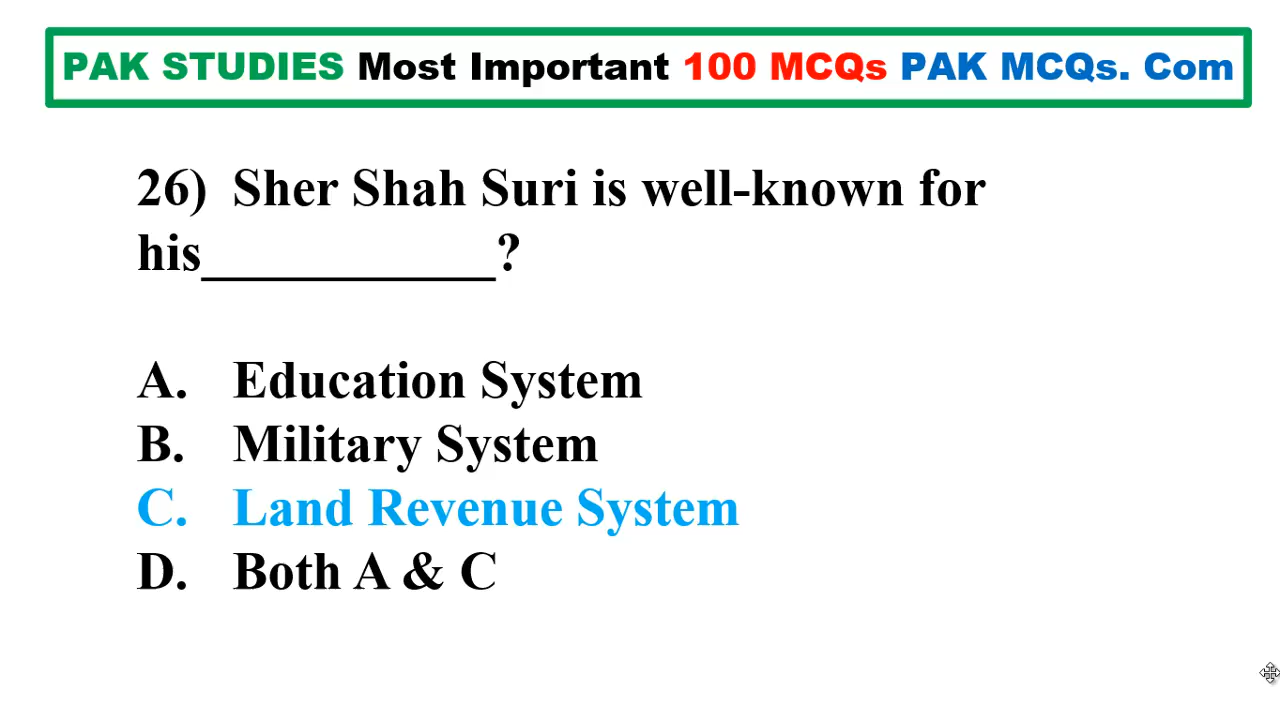 PAK STUDIES Most Important 100 MCQs PAK MCQs. Com
26) Sher Shah Suri is well-known for
his___________?
A. Education System
B. Military System
C. Land Revenue System
D. Both A & C